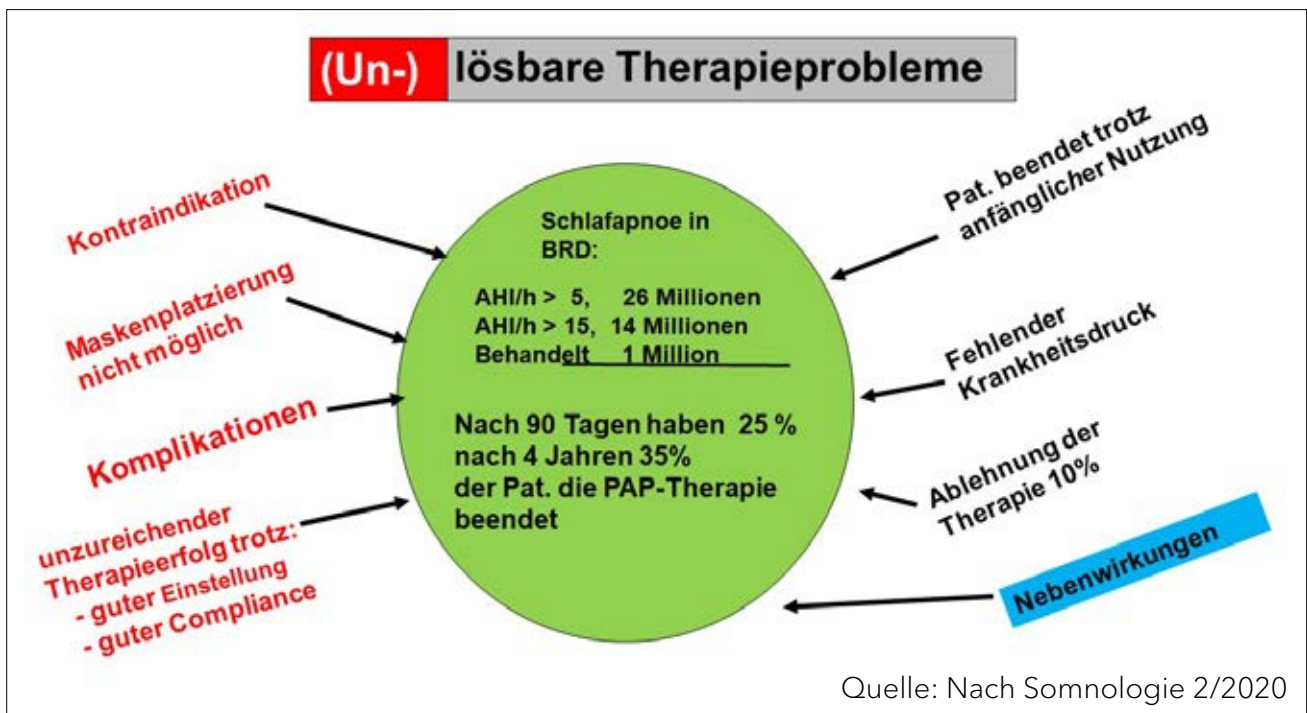 (Un-) lösbare Therapieprobleme
Kontraindikation
Maskenplatzierung
nicht möglich
Komplikationen
unzureichender
Therapieerfolg trotz:
- guter Einstellung
- guter Compliance
Schlafapnoe in
BRD:
AHI/h > 5, 26 Millionen
AHI/h > 15, 14 Millionen
Behandelt 1 Million
Nach 90 Tagen haben 25 %
nach 4 Jahren 35%
der Pat. die PAP-Therapie
beendet
Pat. beendet trotz
anfänglicher Nutzung
Fehlender
Krankheitsdruck
Ablehnung der
Therapie 10%
Nebenwirkungen
Quelle: Nach Somnologie 2/2020